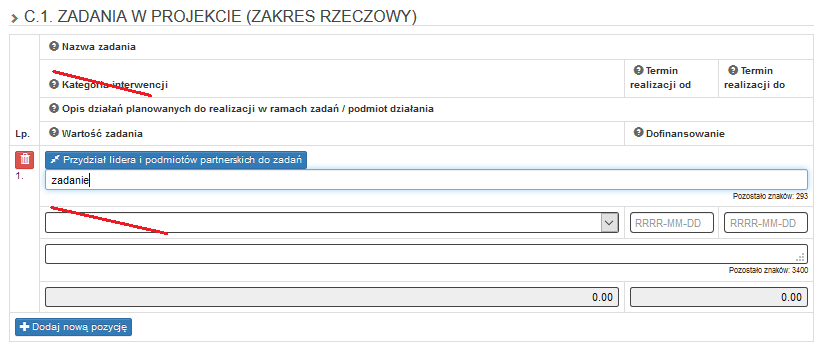 C.1. ZADANIA W PROJEKCIE (ZAKRES RZECZOWY)
Nazwa zadania
Kategoria interwencji
Termin realizacji od
Termin realizacji do
Opis działań planowanych do realizacji w ramach zadań / podmiot działania
Lp.
Wartość zadania
Dofinansowanie
Przydział lidera i podmiotów partnerskich do zadań
1.
zadanie
Pozostało znaków: 293
RRRR-MM-DD
RRRR-MM-DD
Pozostało znaków: 3400
0.00
0.00
Dodaj nową pozycję